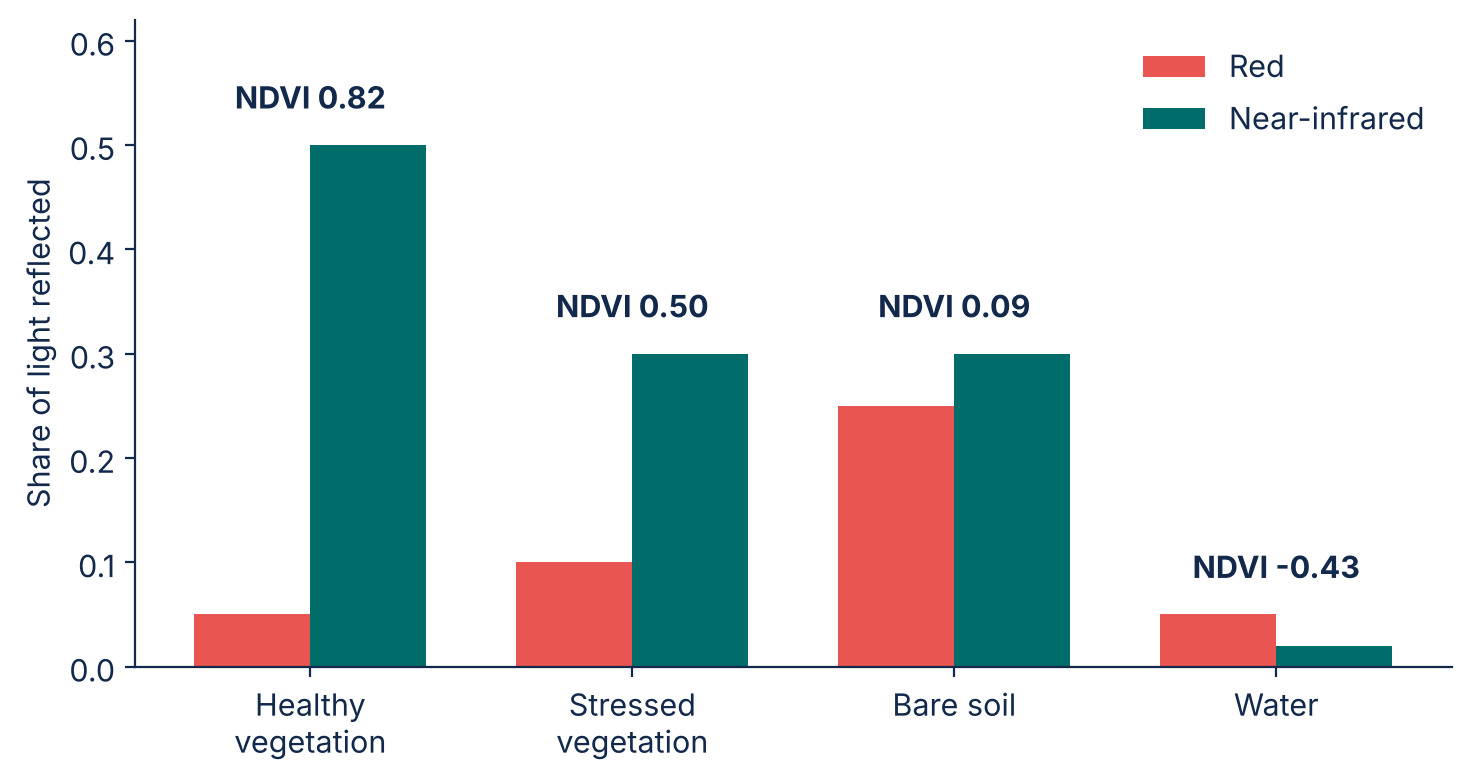 Share of light reflected
0.6
0.5
0.4
0.3
0.2
0.1
0.0
NDVI 0.82
NDVI 0.50
NDVI 0.09
NDVI -0.43
Red
Near-infrared
Healthy
vegetation
Stressed
vegetation
Bare soil
Water